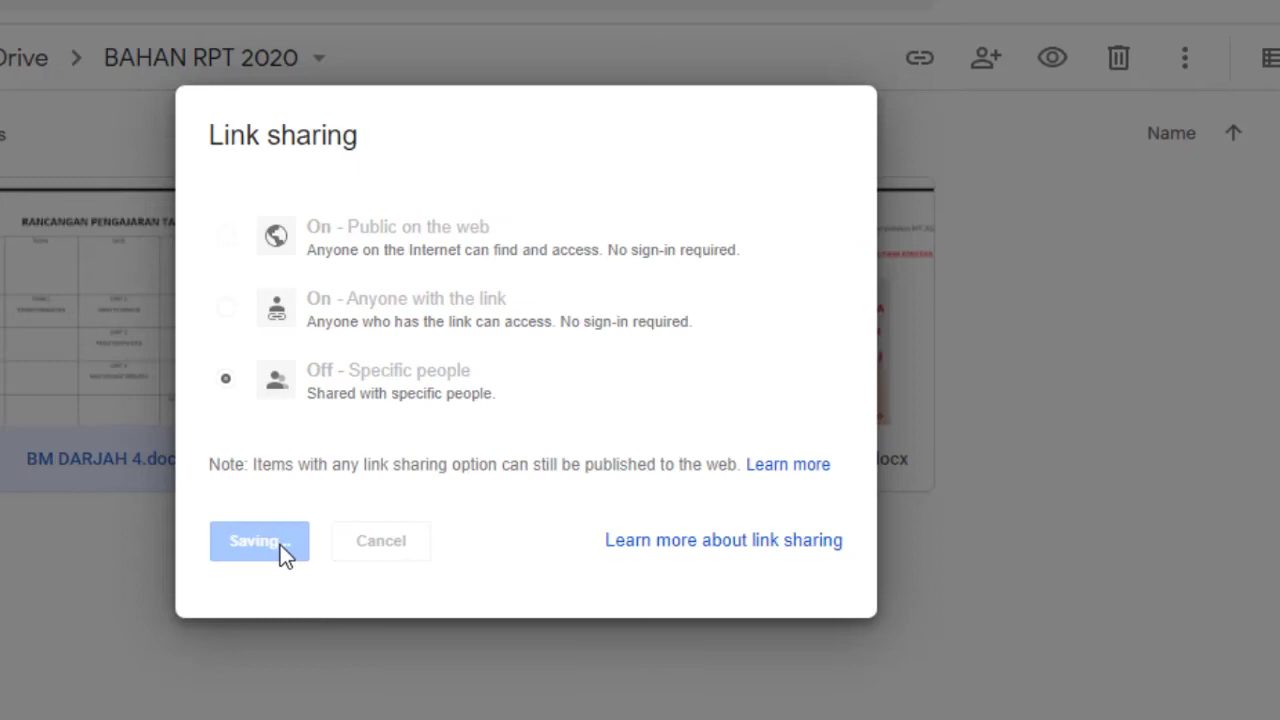 Drive > BAHAN RPT 2020
Link sharing
Name
RANCANGAN PENGAJARAN TA
On - Public on the web
Anyone on the Internet can find and access. No sign-in required.
On - Anyone with the link
Anyone who has the link can access. No sign-in required.
Off - Specific people
Shared with specific people.
BM DARJAH 4.doc
Note: Items with any link sharing option can still be published to the web. Learn more
ocx
Saving...
Cancel
Learn more about link sharing